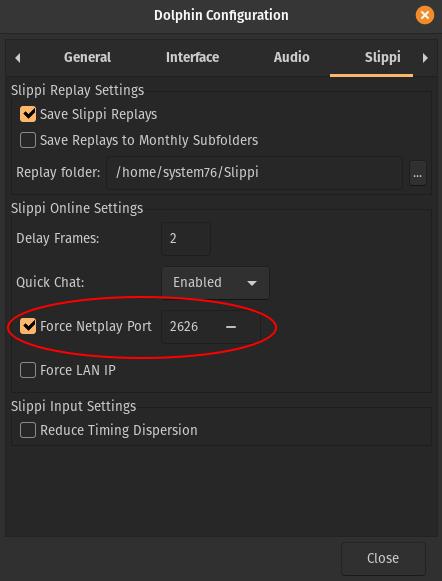 Dolphin Configuration
General Interface Audio Slippi
Slippi Replay Settings
Save Slippi Replays
Save Replays to Monthly Subfolders
Replay folder: /home/system76/Slippi ...
Slippi Online Settings
Delay Frames: 2
Quick Chat: Enabled
Force Netplay Port 2626
Force LAN IP
Slippi Input Settings
Reduce Timing Dispersion
Close